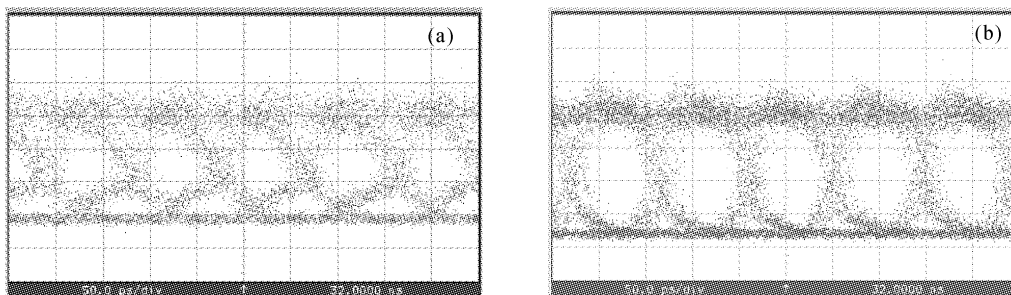 (a)
50.0 ps/div ↑ 32.0000 ns
(b)
50.0 ps/div ↑ 32.0000 ns